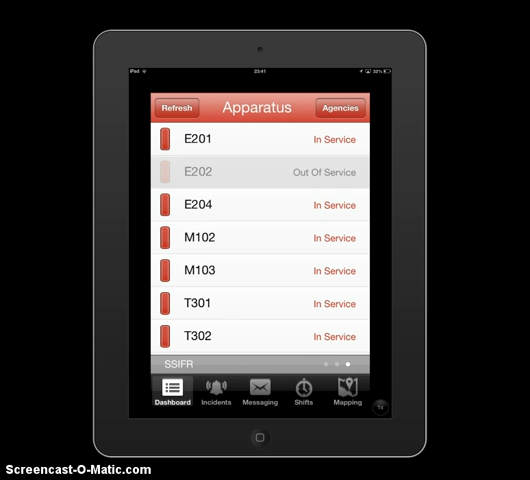 iPad 23:41 32%
Refresh Apparatus Agencies
E201 In Service
E202 Out Of Service
E204 In Service
M102 In Service
M103 In Service
T301 In Service
T302 In Service
SSIFR
Dashboard Incidents Messaging Shifts Mapping
1x
Screencast-O-Matic.com